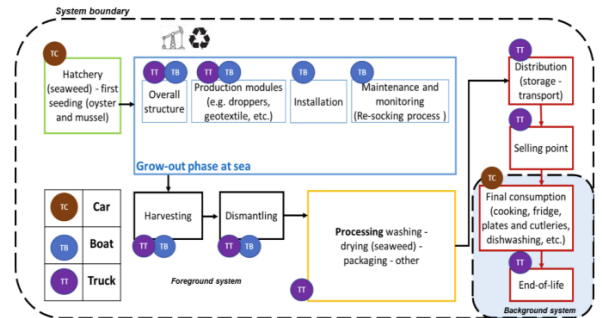 System boundary
TC
Hatchery
(seaweed) - first
seeding (oyster
and mussel)
TT TB
Overall
structure
TT TB
Production modules
(e.g. droppers,
geotextile, etc.)
TB
Installation
TB
Maintenance and
monitoring
(Re-socking process )
Grow-out phase at sea
TT
Distribution
(storage -
transport)
TT
Selling point
TC
Final consumption
(cooking, fridge,
plates and cutleries,
dishwashing, etc.)
TT
End-of-life
Background system
TC Car
TB Boat
TT Truck
Harvesting
TT TB
Dismantling
TT TB
Foreground system
Processing washing -
drying (seaweed) -
packaging - other
TT